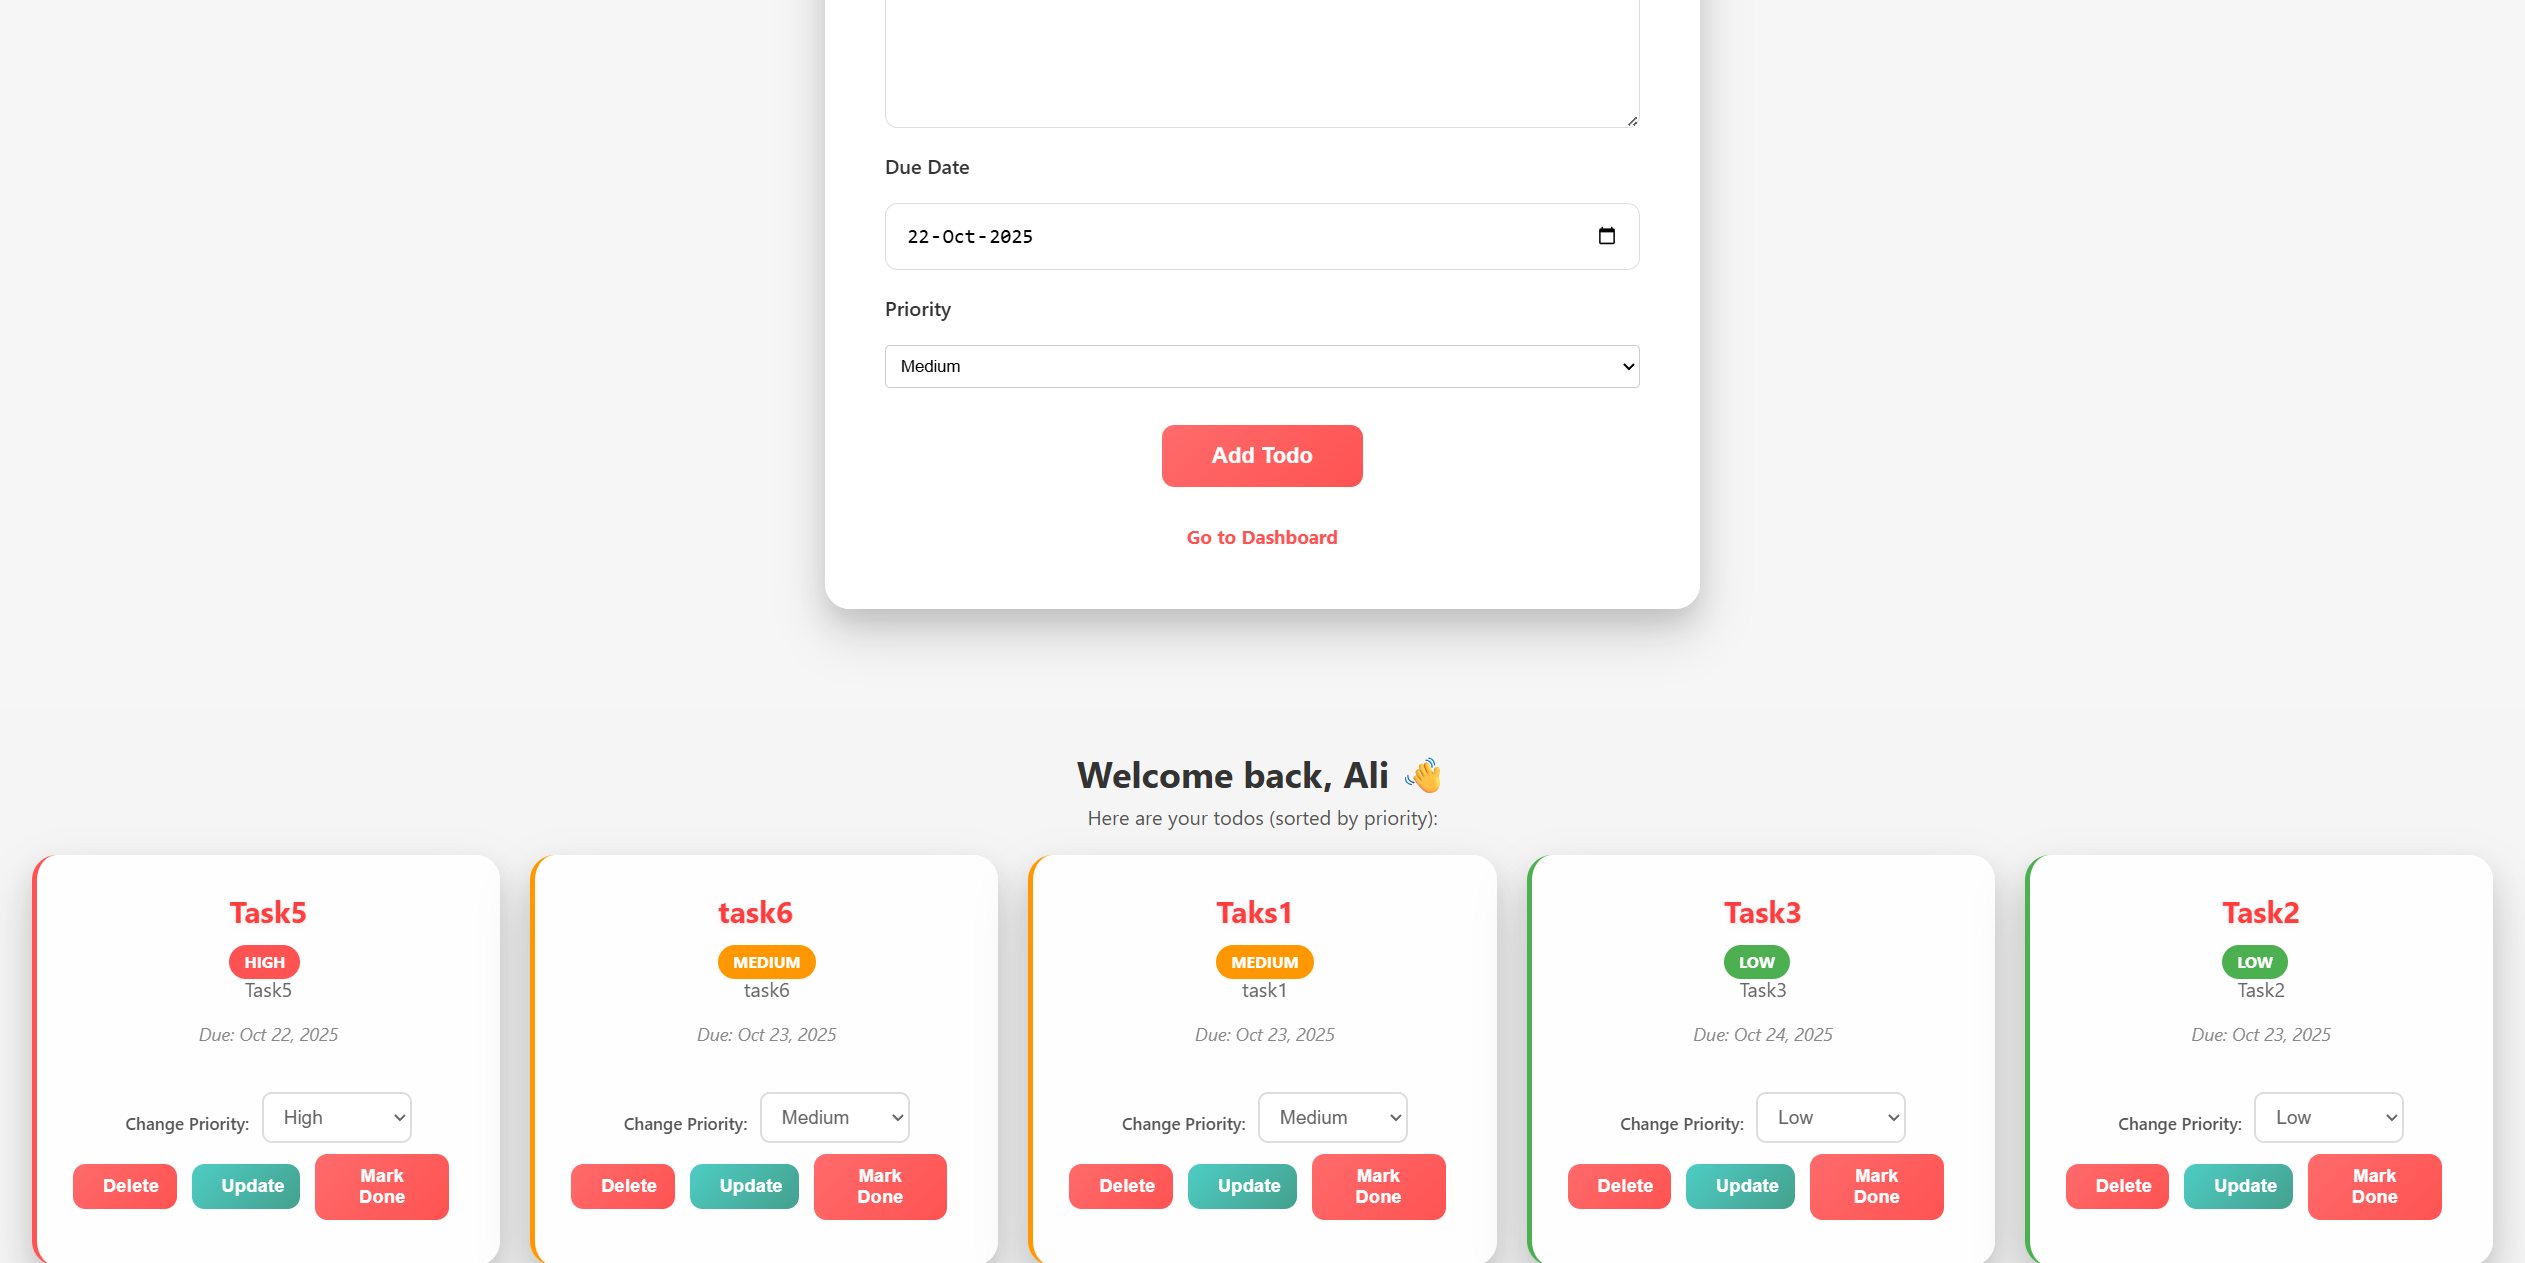 Due Date
22-Oct-2025
Priority
Medium
Add Todo
Go to Dashboard
Welcome back, Ali 👋
Here are your todos (sorted by priority):
Task5
HIGH
Task5
Due: Oct 22, 2025
Change Priority: High
Delete
Update
Mark
Done
task6
MEDIUM
task6
Due: Oct 23, 2025
Change Priority: Medium
Delete
Update
Mark
Done
Taks1
MEDIUM
task1
Due: Oct 23, 2025
Change Priority: Medium
Delete
Update
Mark
Done
Task3
LOW
Task3
Due: Oct 24, 2025
Change Priority: Low
Delete
Update
Mark
Done
Task2
LOW
Task2
Due: Oct 23, 2025
Change Priority: Low
Delete
Update
Mark
Done